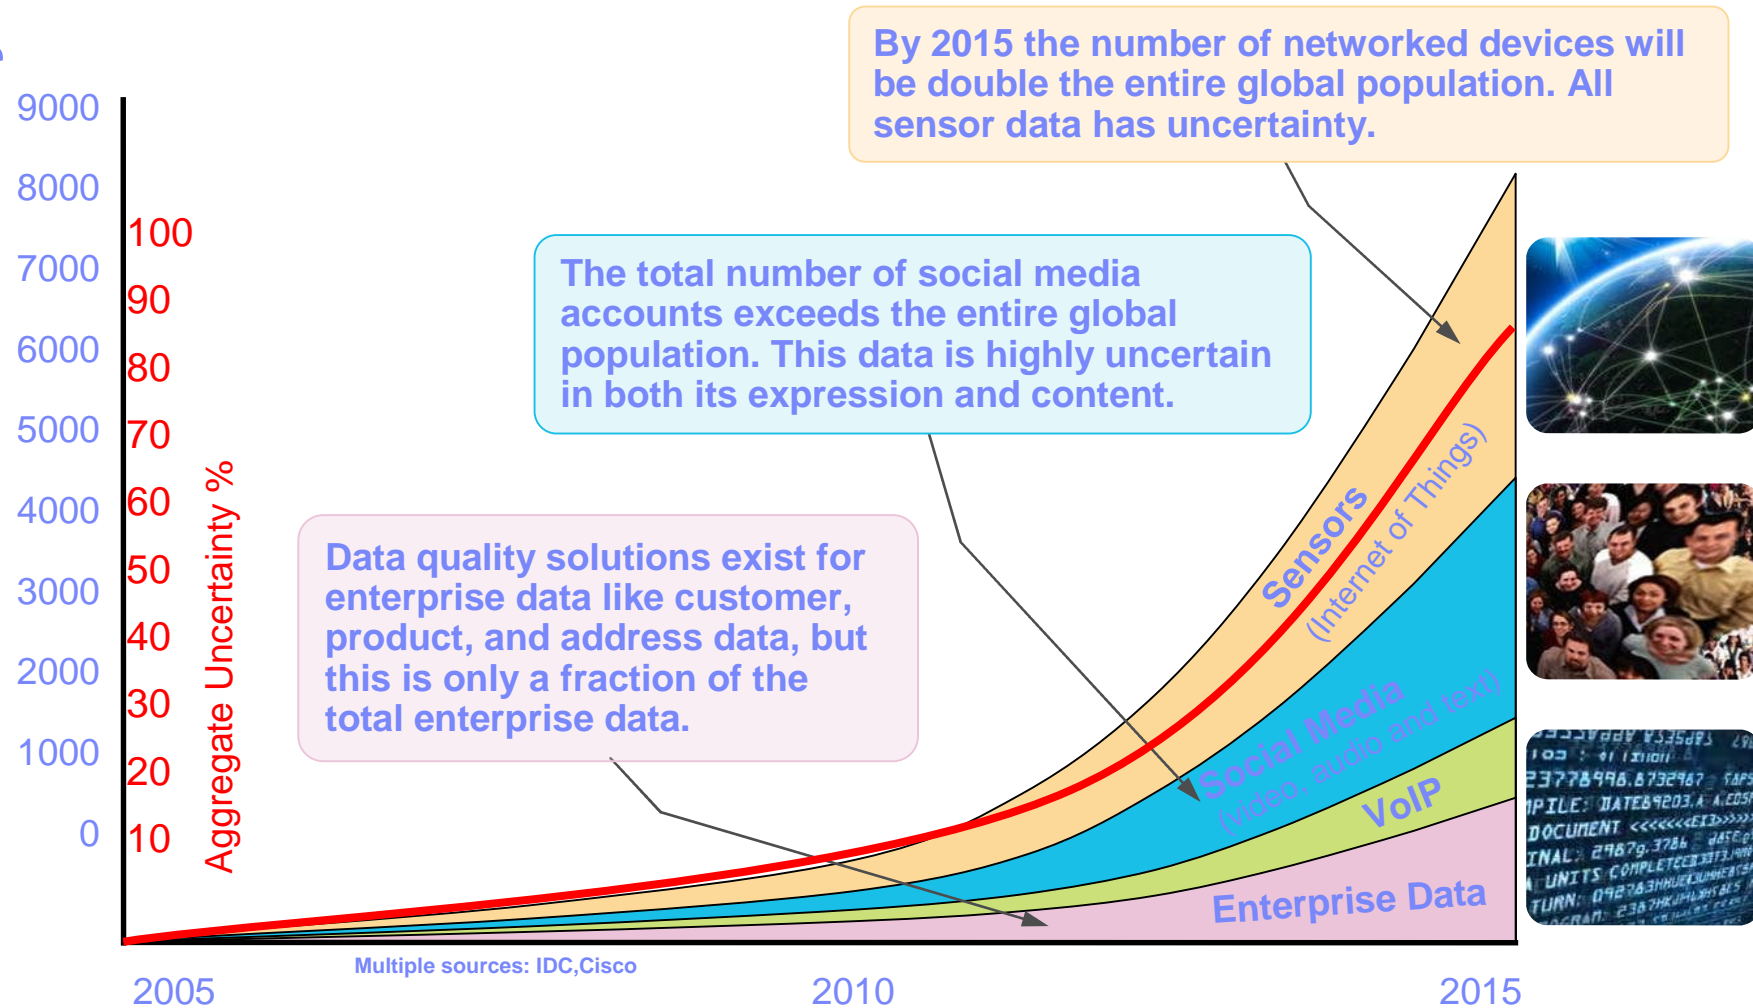 By 2015 the number of networked devices will
be double the entire global population. All
sensor data has uncertainty.
9000
8000
7000
6000
5000
4000
3000
2000
1000
0
100
90
80
70
60
50
40
30
20
10
Aggregate Uncertainty %
The total number of social media
accounts exceeds the entire global
population. This data is highly uncertain
in both its expression and content.
Data quality solutions exist for
enterprise data like customer,
product, and address data, but
this is only a fraction of the
total enterprise data.
Sensors
(Internet of Things)
Social Media
(video, audio and text)
VoIP
Enterprise Data
DOCUMENT <<<<<<<EI3>>>>>
UNITS COMPLETED
Multiple sources: IDC,Cisco
2005
2010
2015